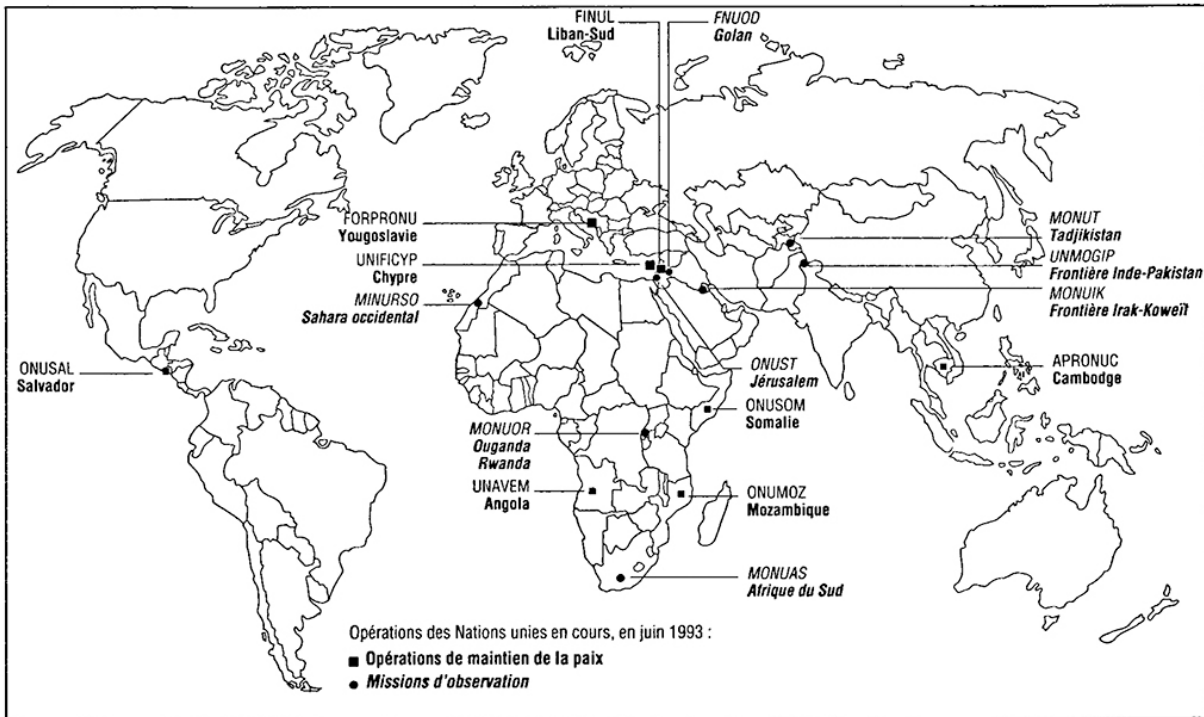 FINUL
Liban-Sud
FNUOD
Golan
FORPRONU
Yougoslavie
UNIFICYP
Chypre
MINURSO
Sahara occidental
MONUT
Tadjikistan
UNMOGIP
Frontière Inde-Pakistan
MONUIK
Frontière Irak-Koweït
ONUSAL
Salvador
ONUST
Jérusalem
APRONUC
Cambodge
ONUSOM
Somalie
MONUOR
Ouganda
Rwanda
UNAVEM
Angola
ONUMOZ
Mozambique
MONUAS
Afrique du Sud
Opérations des Nations unies en cours, en juin 1993 :
Opérations de maintien de la paix
Missions d'observation